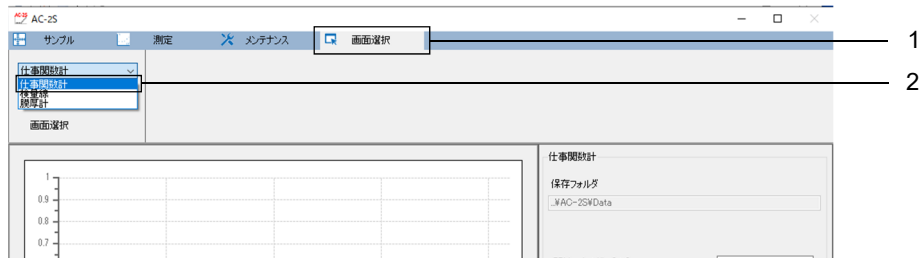 AC-2S
サンプル 測定 メンテナンス 画面選択
1
仕事関数計
仕事関数計
2
検量線
膜厚計
画面選択
仕事関数計
保存フォルダ
..¥AC-2S¥Data
1
0.9
0.8
0.7